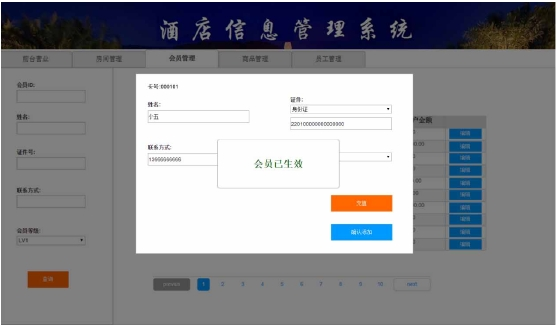 酒店信息管理系统
前台营业 房间管理 会员管理 商品管理 员工管理
会员ID:
姓名:
证件号:
联系方式:
会员等级:
LV1
查询
卡号:000101
姓名:
小五
证件:
身份证
联系方式:
会员已生效
确认添加
户金额
编辑
编辑
编辑
编辑
编辑
编辑
编辑
编辑
编辑
编辑
previous 1 2 3 4 5 6 7 8 9 10 next